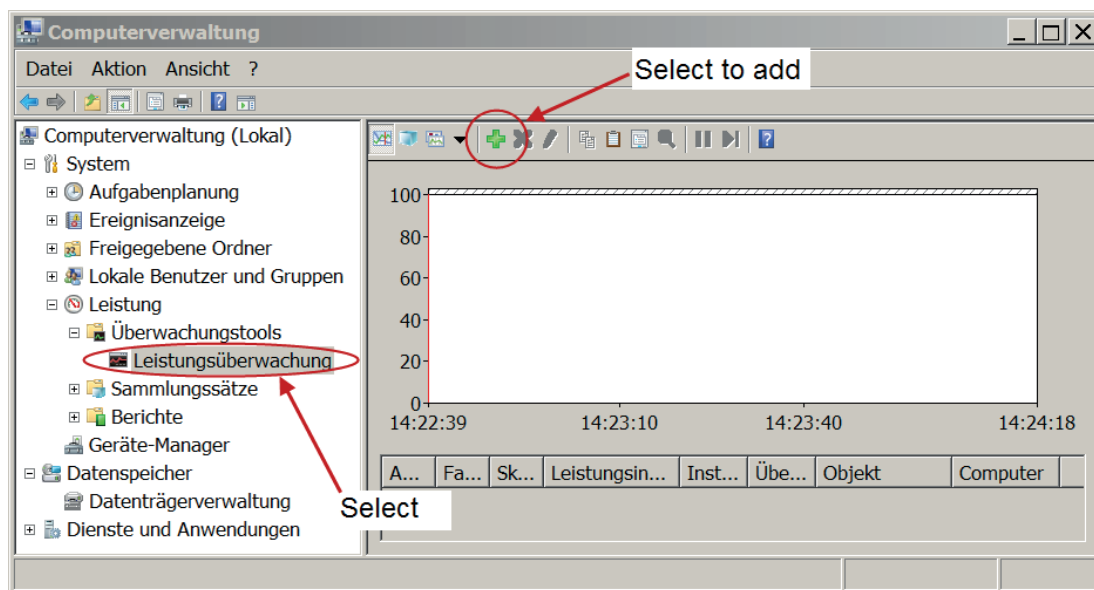 Computerverwaltung
Datei Aktion Ansicht ?
Select to add
Computerverwaltung (Lokal)
System
Aufgabenplanung
Ereignisanzeige
Freigegebene Ordner
Lokale Benutzer und Gruppen
Leistung
Überwachungstools
Leistungsüberwachung
Sammlungssätze
Berichte
Geräte-Manager
Datenspeicher
Datenträgerverwaltung
Dienste und Anwendungen
Select
100
80
60
40
20
0
14:22:39 14:23:10 14:23:40 14:24:18
A... Fa... Sk... Leistungsin... Inst... Übe... Objekt Computer